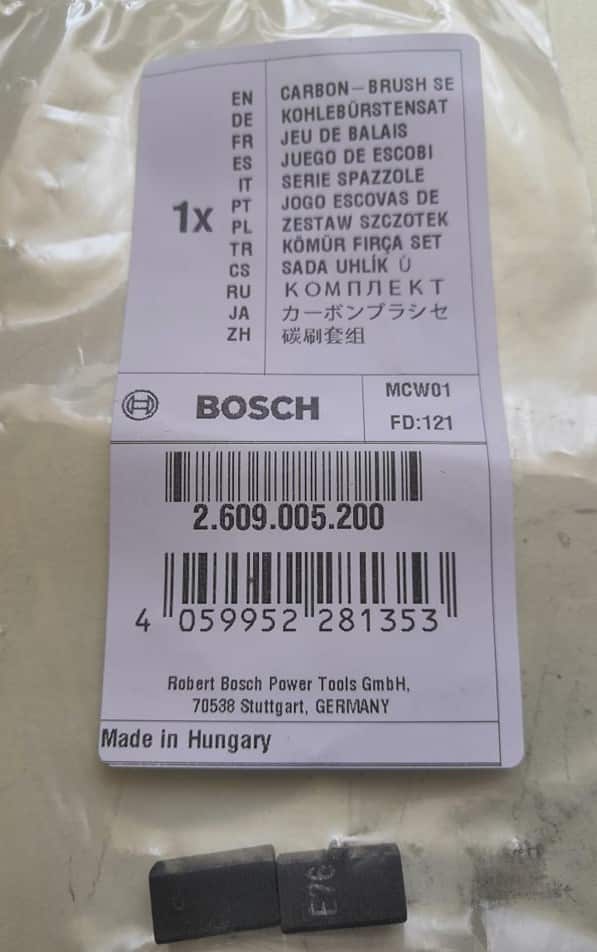 EN CARBON-BRUSH SE
DE KOHLEBÜRSTENSAT
FR JEU DE BALAIS
ES JUEGO DE ESCOBI
IT SERIE SPAZZOLE
1x
PT JOGO ESCOVAS DE
PL ZESTAW SZCZOTEK
TR KÖMÜR FIRÇA SET
CS SADA UHLÍK Ů
RU КОМПЛЕКТ
JA カーボンブラシセ
ZH 碳刷套组
BOSCH
MCW01
FD:121
2.609.005.200
4 059952 281353
Robert Bosch Power Tools GmbH,
70538 Stuttgart, GERMANY
Made in Hungary
E76